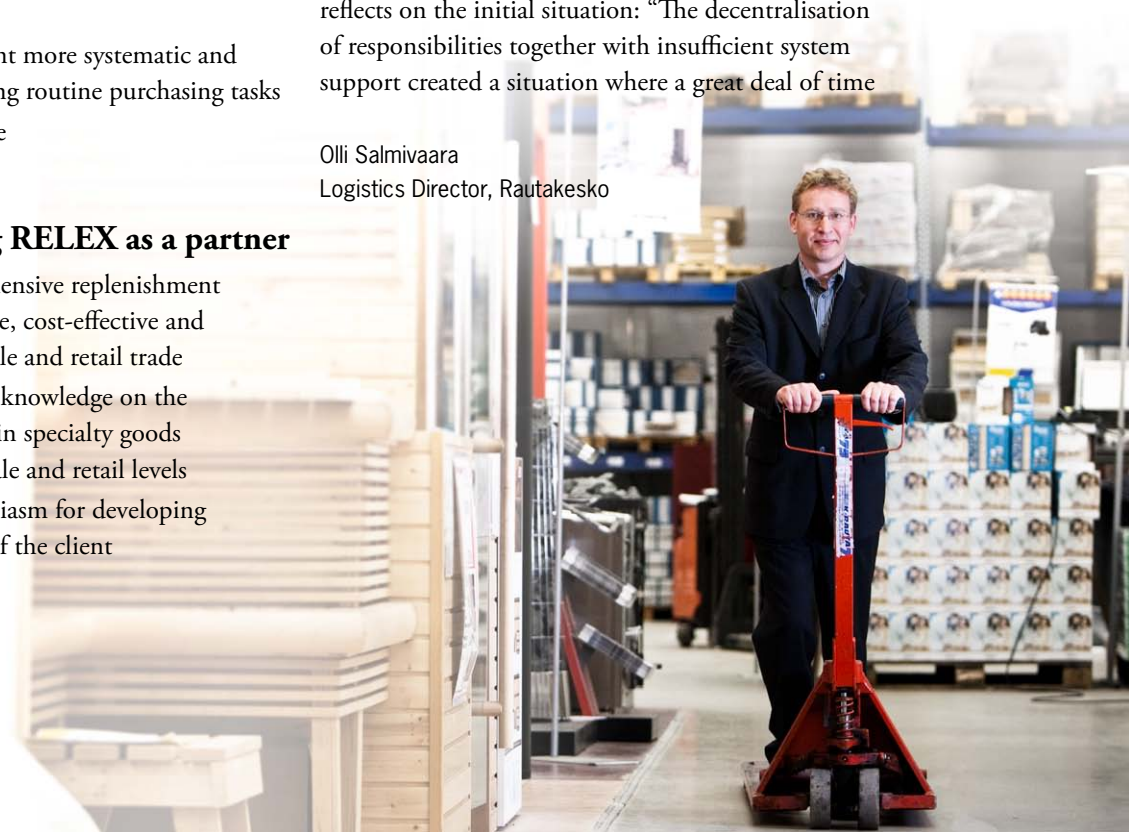 nt more systematic and
ng routine purchasing tasks
e
g RELEX as a partner
ensive replenishment
e, cost-effective and
le and retail trade
knowledge on the
in specialty goods
le and retail levels
iasm for developing
f the client
reflects on the initial situation: “The decentralisation
of responsibilities together with insufficient system
support created a situation where a great deal of time
Olli Salmivaara
Logistics Director, Rautakesko